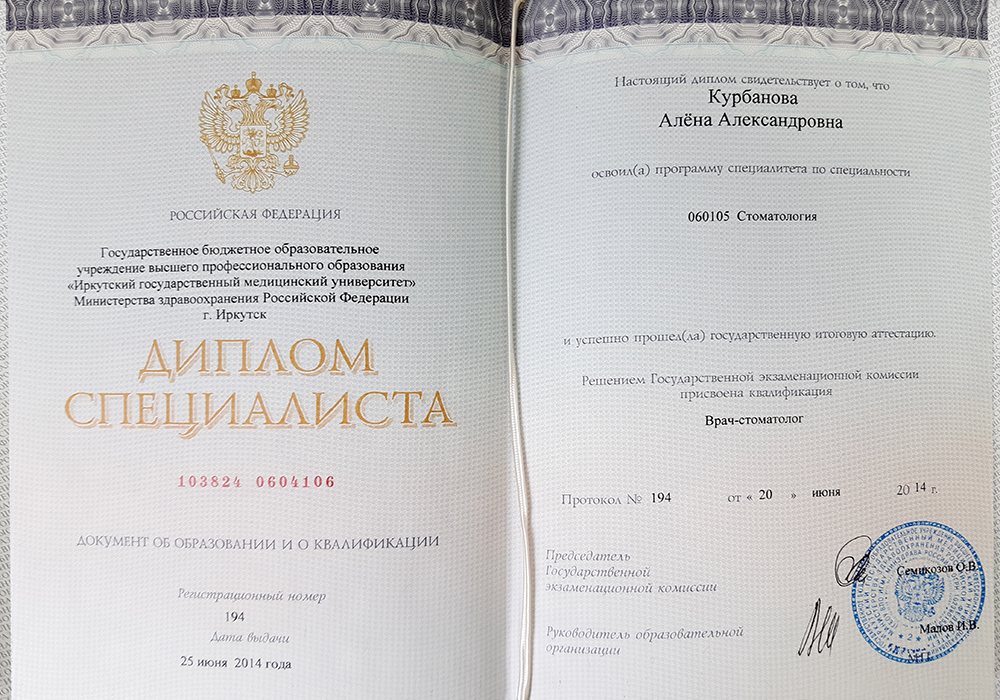 РОССИЙСКАЯ ФЕДЕРАЦИЯ
Государственное бюджетное образовательное
учреждение высшего профессионального образования
«Иркутский государственный медицинский университет»
Министерства здравоохранения Российской Федерации
г. Иркутск
ДИПЛОМ
СПЕЦИАЛИСТА
103824 0604106
ДОКУМЕНТ ОБ ОБРАЗОВАНИИ И О КВАЛИФИКАЦИИ
Регистрационный номер
194
Дата выдачи
25 июня 2014 года
Настоящий диплом свидетельствует о том, что
Курбанова
Алёна Александровна
освоил(а) программу специалитета по специальности
060105 Стоматология
и успешно прошел(ла) государственную итоговую аттестацию.
Решением Государственной экзаменационной комиссии
присвоена квалификация
Врач-стоматолог
Протокол № 194 от « 20 » июня 20 14 г.
Председатель
Государственной
экзаменационной комиссии
Семикозов О.В.
Руководитель образовательной
организации
Малов И.В.